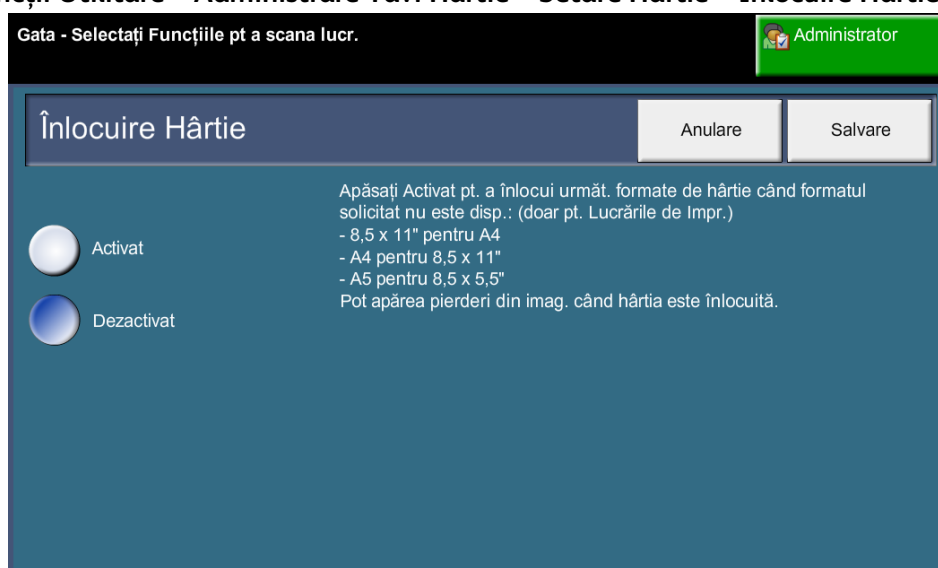 Gata - Selectați Funcțiile pt a scana lucr.
Administrator
Înlocuire Hârtie
Anulare
Salvare
Apăsați Activat pt. a înlocui următ. formate de hârtie când formatul
solicitat nu este disp.: (doar pt. Lucrările de Impr.)
- 8,5 x 11" pentru A4
- A4 pentru 8,5 x 11"
- A5 pentru 8,5 x 5,5"
Pot apărea pierderi din imag. când hârtia este înlocuită.
Activat
Dezactivat